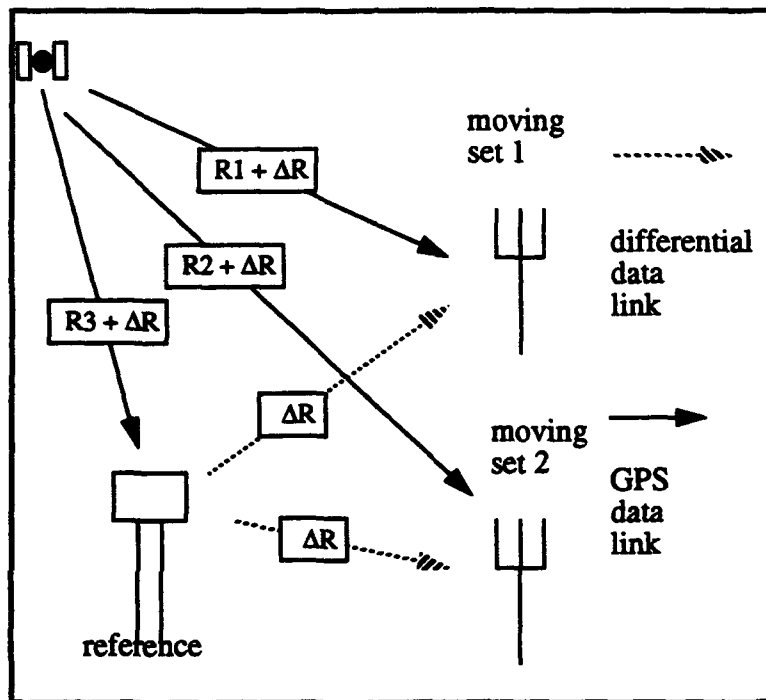 moving
set 1
R1 + ΔR
R2 + ΔR
differential
data
link
R3 + ΔR
ΔR
moving
set 2
GPS
data
link
ΔR
reference